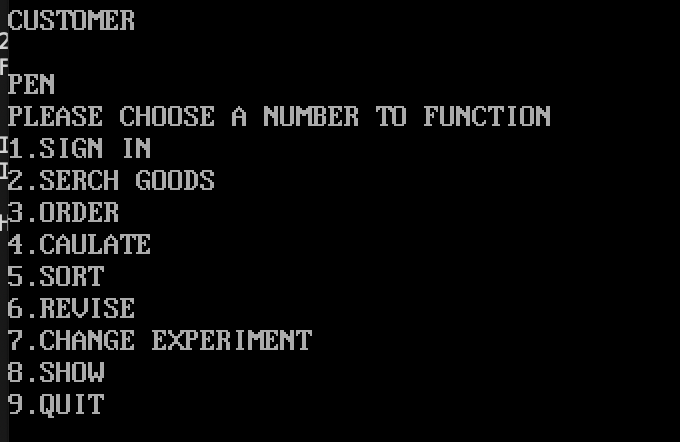 CUSTOMER
PEN
PLEASE CHOOSE A NUMBER TO FUNCTION
1.SIGN IN
2.SERCH GOODS
3.ORDER
4.CAULATE
5.SORT
6.REVISE
7.CHANGE EXPERIMENT
8.SHOW
9.QUIT